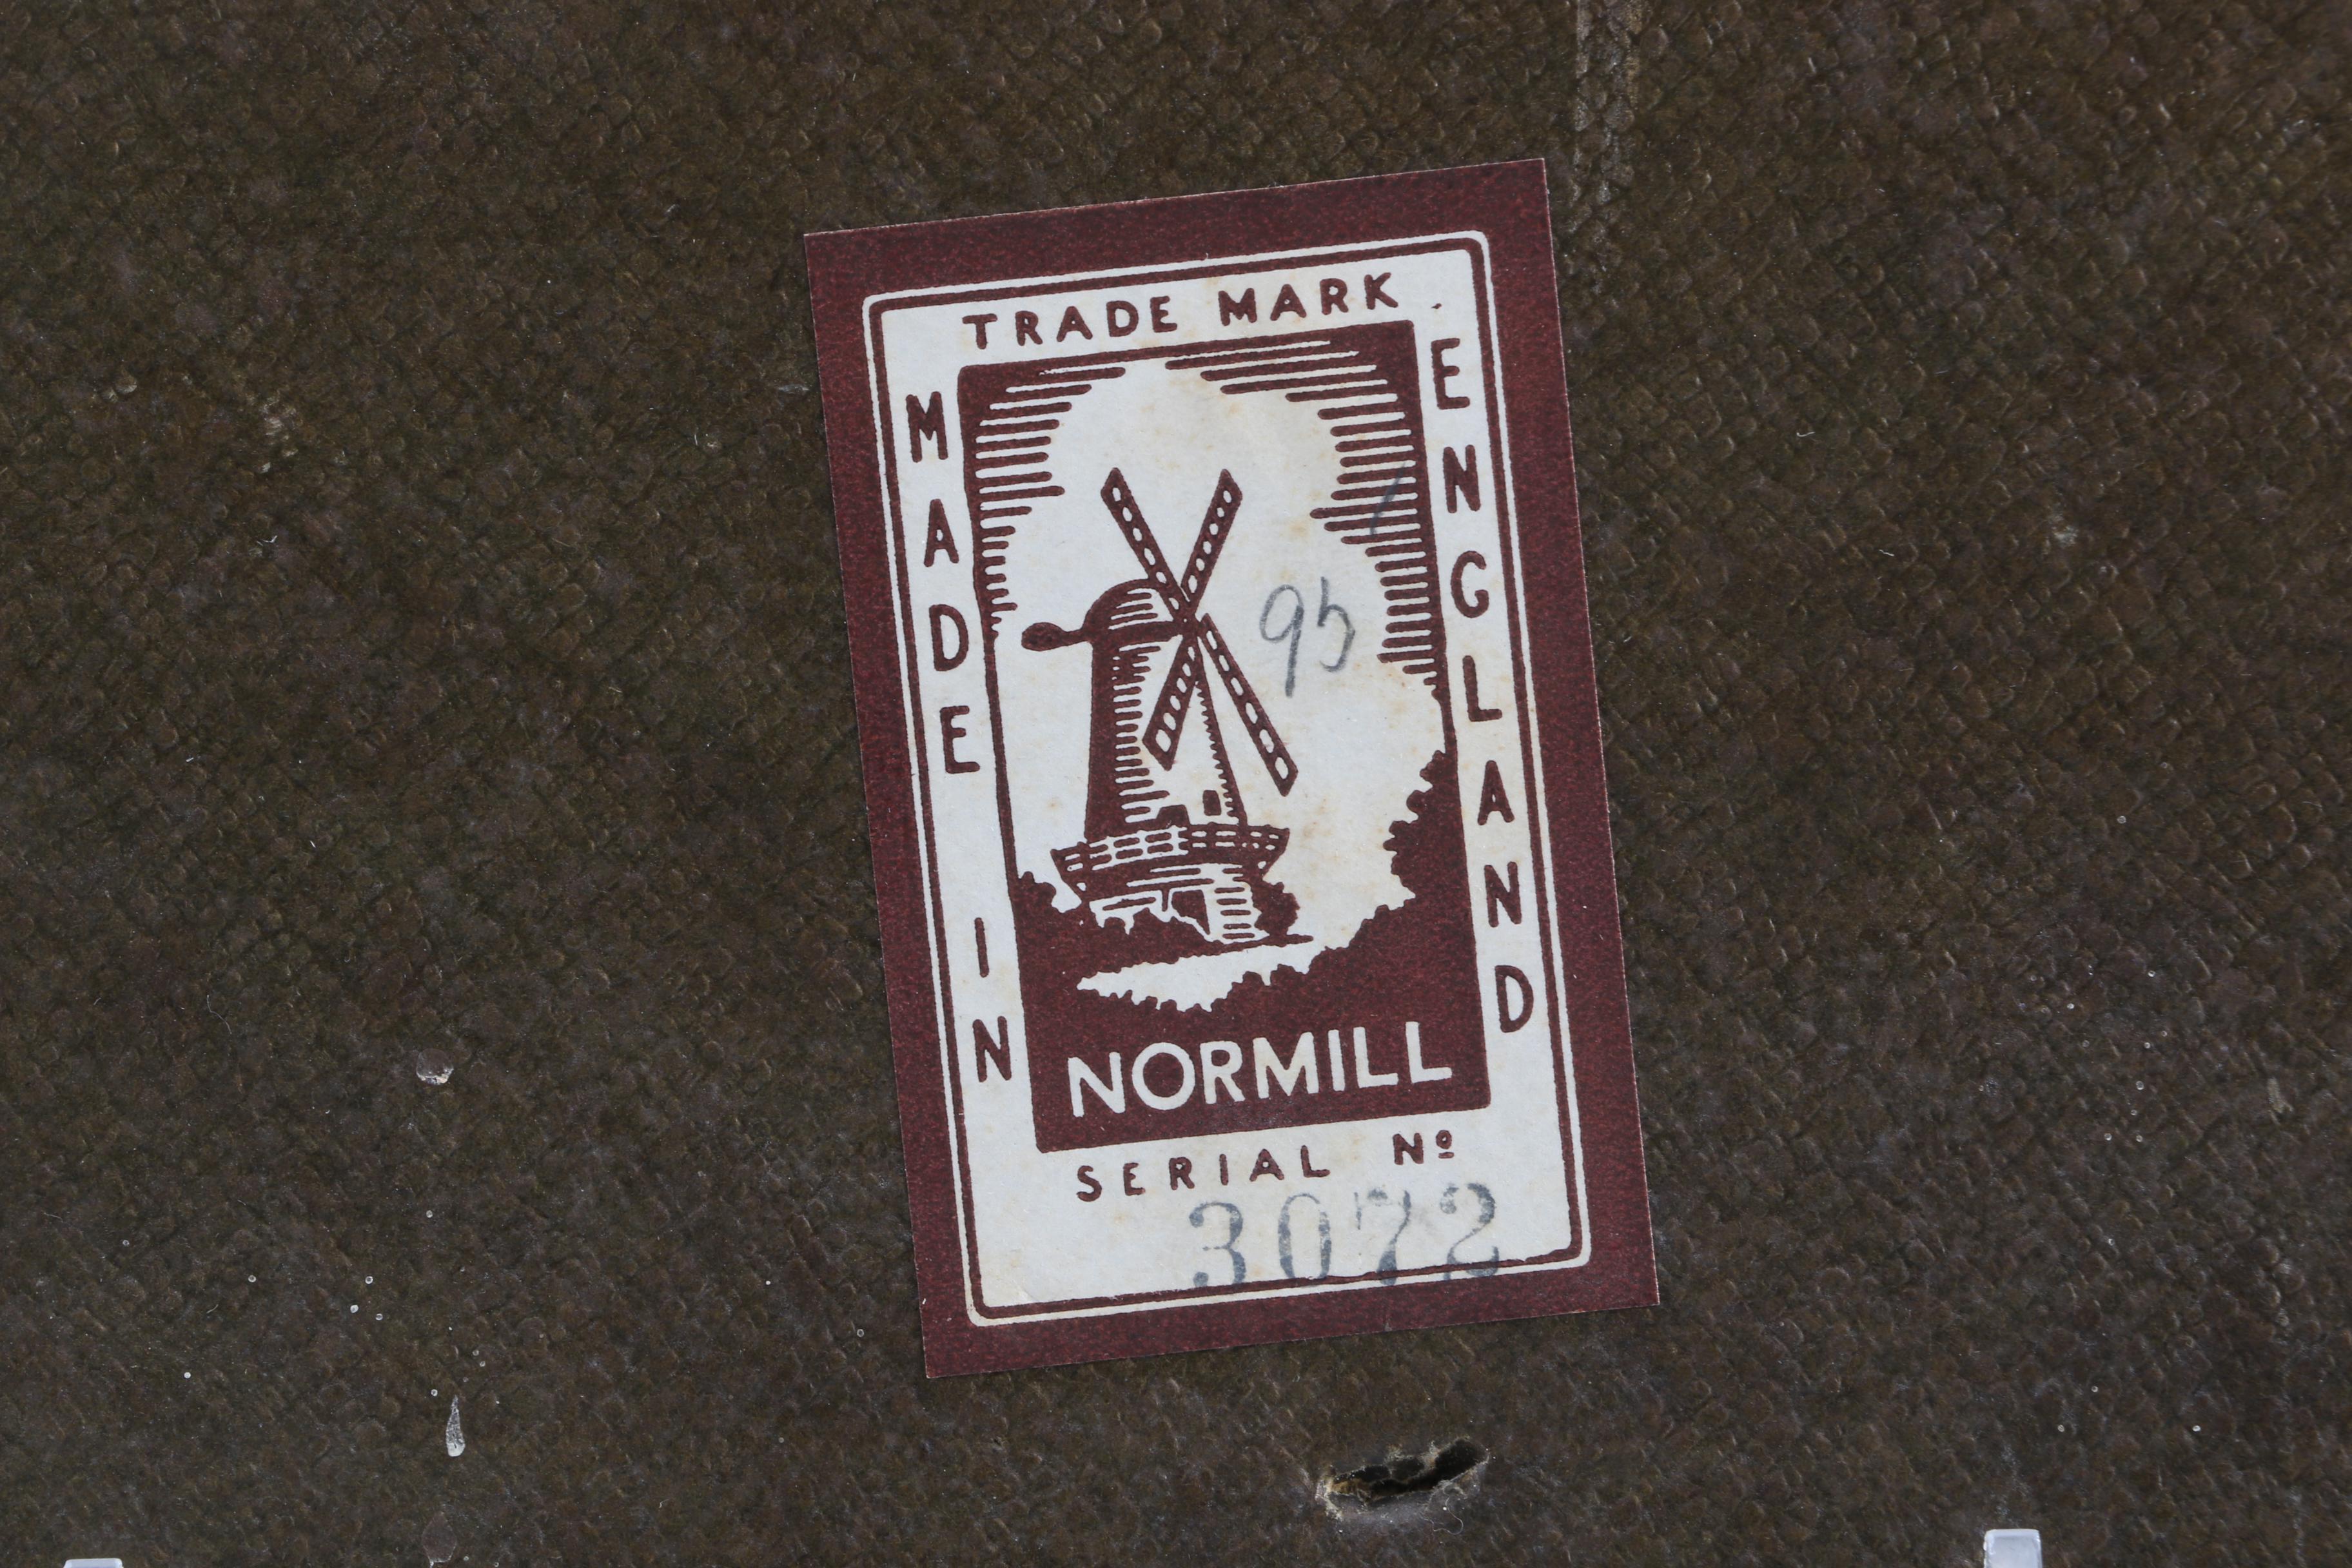 TRADE MARK
MADE IN
ENGLAND
95
NORMILL
SERIAL Nº
3072